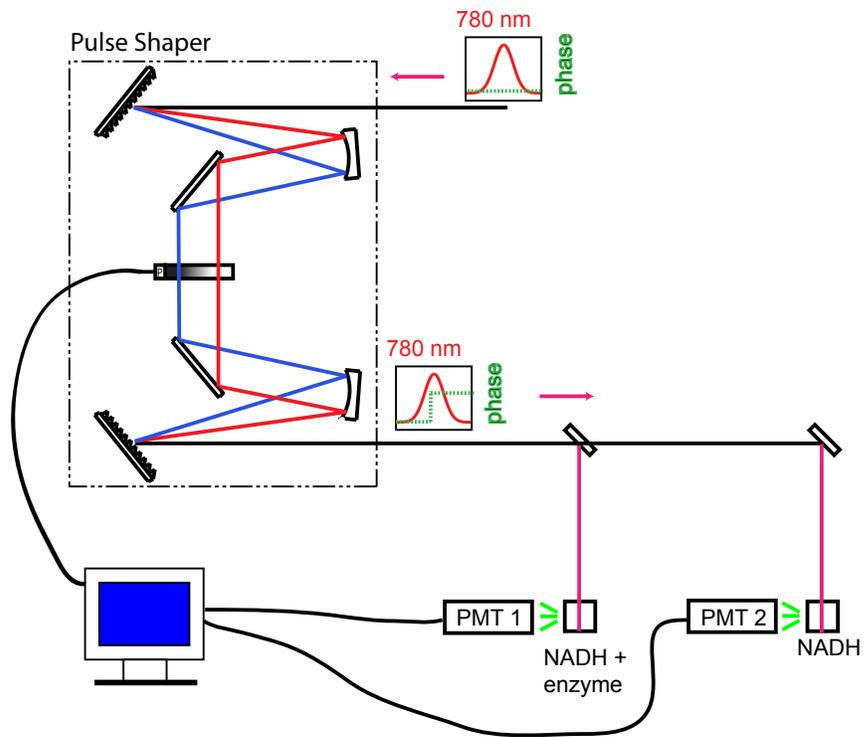 780 nm
Pulse Shaper
phase
780 nm
phase
P
PMT 1
PMT 2
NADH +
enzyme
NADH